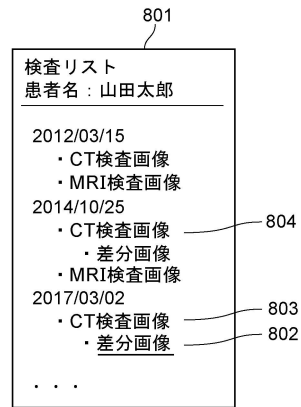 801
検査リスト
患者名：山田太郎
2012/03/15
・CT検査画像
・MRI検査画像
2014/10/25
・CT検査画像
804
・差分画像
・MRI検査画像
2017/03/02
・CT検査画像
803
・差分画像
802
・・・